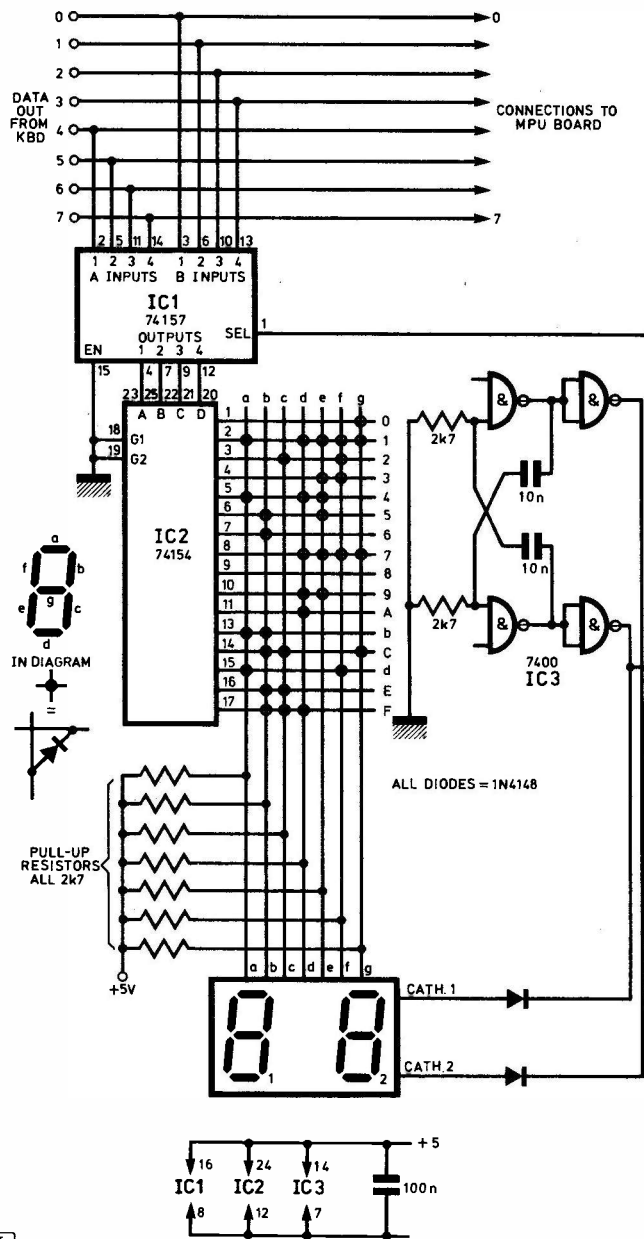 0 0
1
2
DATA OUT FROM KBD
3
CONNECTIONS TO MPU BOARD
4
5
6
7 7
2 5 11 14 3 6 10 13
1 2 3 4 1 2 3 4
A INPUTS B INPUTS
IC1
74157
OUTPUTS
SEL 1
EN 1 2 3 4
15 4 7 9 12
23 22 21 20
A B C D
a b c d e f g
18 G1
19 G2
IC2
74154
1 0
2 1
3 2
4 3
5 4
6 5
7 6
8 7
9 8
10 9
11 A
13 b
14 C
15 d
16 E
17 F
& &
2k7
10n
10n
2k7
& &
7400
IC3
a
f b
g
e c
d
IN DIAGRAM
=
ALL DIODES = 1N4148
PULL-UP RESISTORS ALL 2k7
+5V
a b c d e f g
1 2
CATH.1
CATH.2
+5
16 24 14
IC1 IC2 IC3
8 12 7
100n